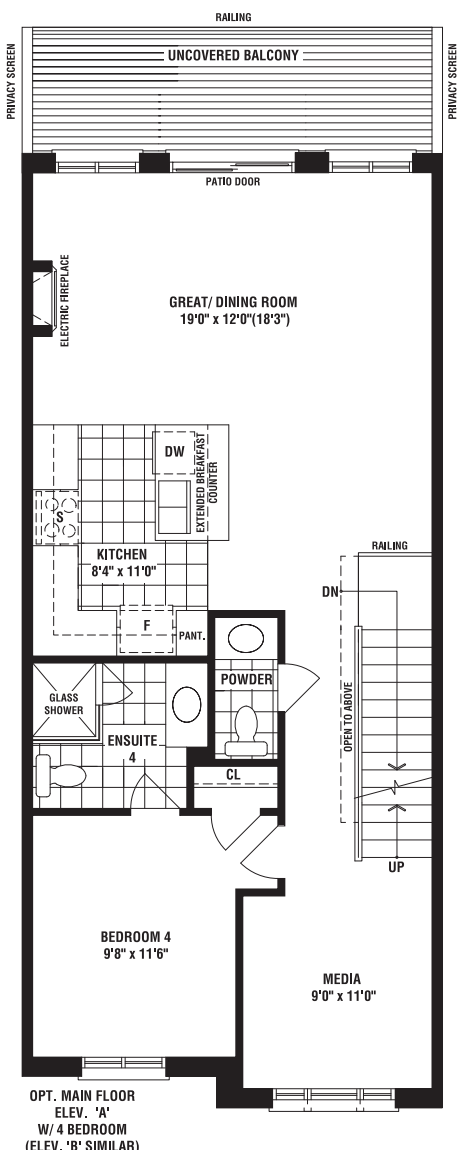 RAILING
PRIVACY SCREEN
UNCOVERED BALCONY
PRIVACY SCREEN
PATIO DOOR
ELECTRIC FIREPLACE
GREAT/ DINING ROOM
19'0" x 12'0"(18'3")
DW
EXTENDED BREAKFAST
COUNTER
S
KITCHEN
8'4" x 11'0"
RAILING
DN
F
PANT.
POWDER
GLASS
SHOWER
OPEN TO ABOVE
ENSUITE
4
CL
UP
BEDROOM 4
9'8" x 11'6"
MEDIA
9'0" x 11'0"
OPT. MAIN FLOOR
ELEV. 'A'
W/ 4 BEDROOM
(ELEV. 'B' SIMILAR)